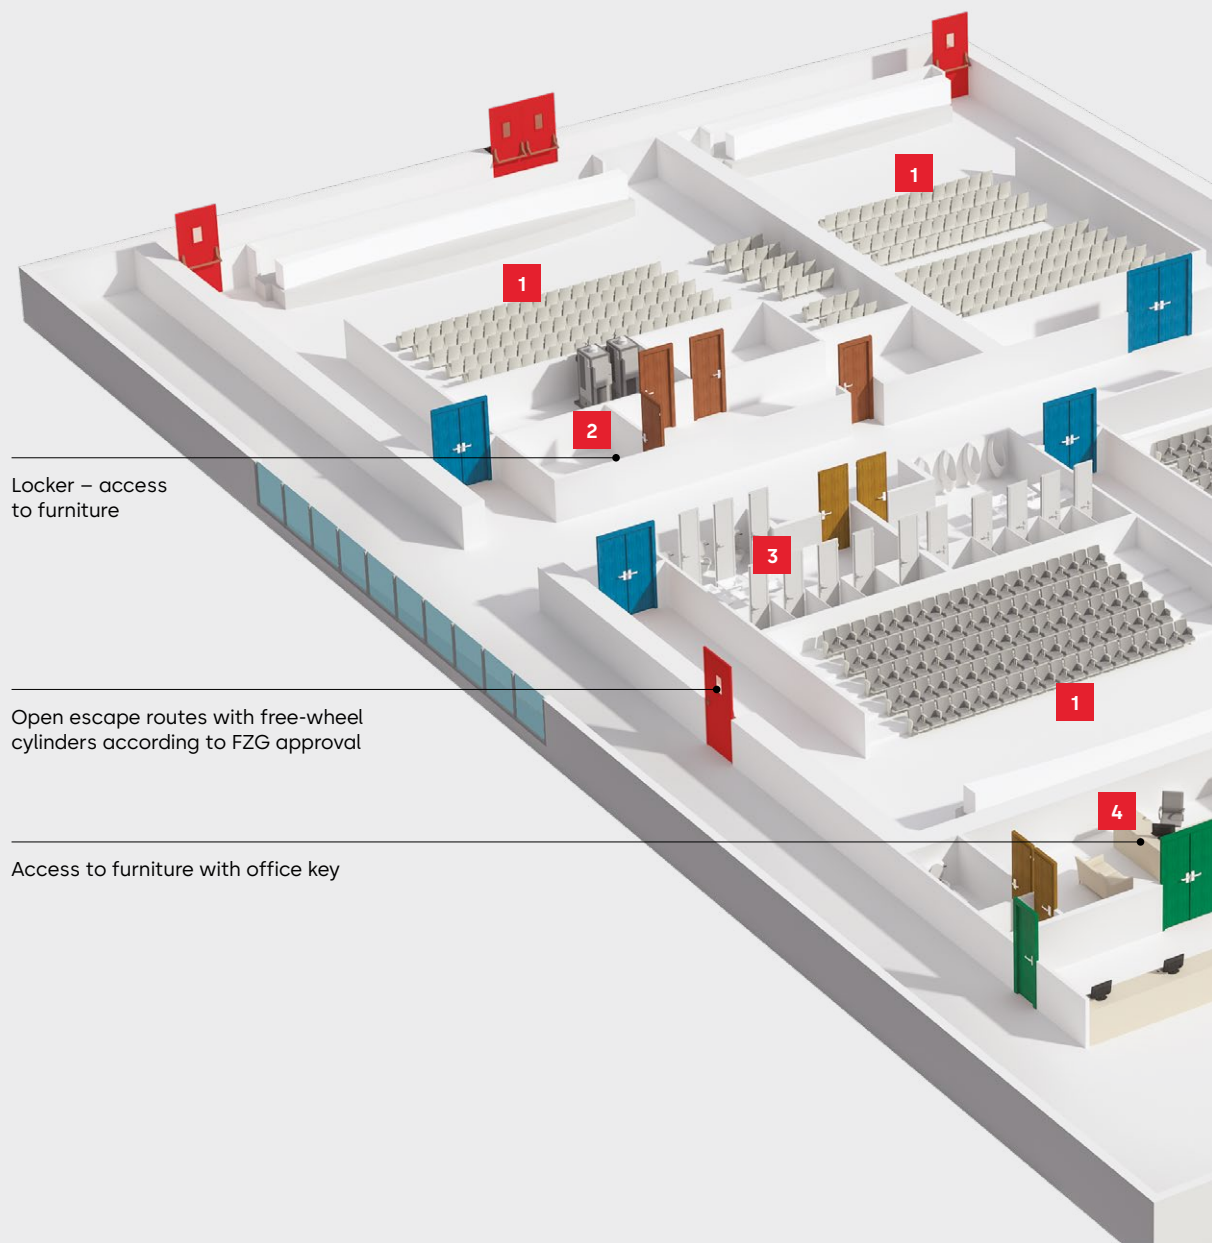 1
1
2
Locker – access
to furniture
3
1
Open escape routes with free-wheel
cylinders according to FZG approval
4
Access to furniture with office key